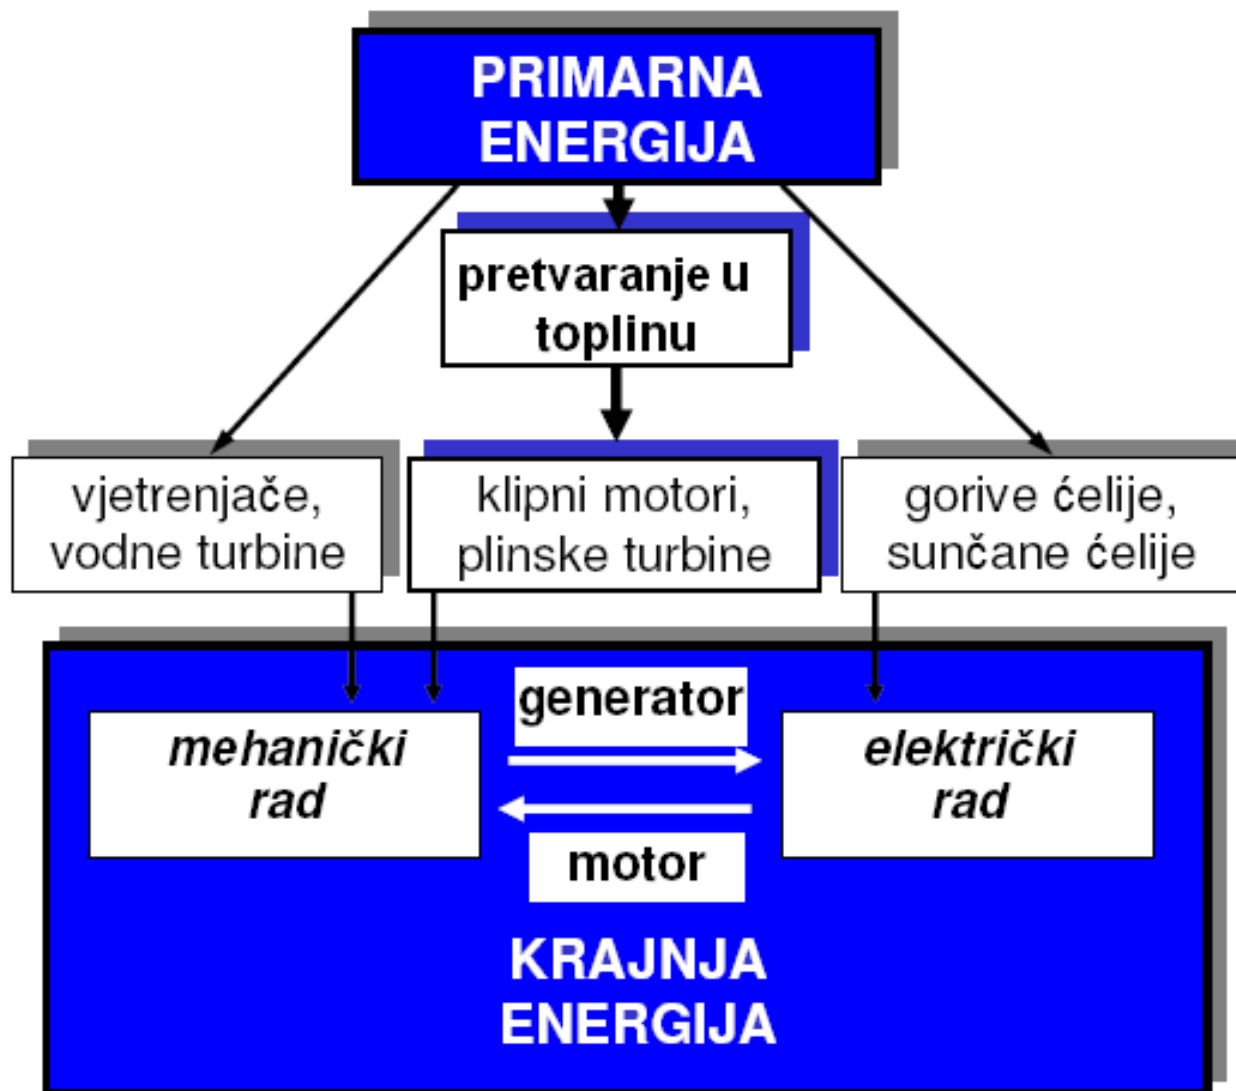 PRIMARNA
ENERGIJA
pretvaranje u
toplinu
vjetrenjače,
vodne turbine
klipni motori,
plinske turbine
gorive ćelije,
sunčane ćelije
generator
mehanički
rad
električki
rad
motor
KRAJNJA
ENERGIJA